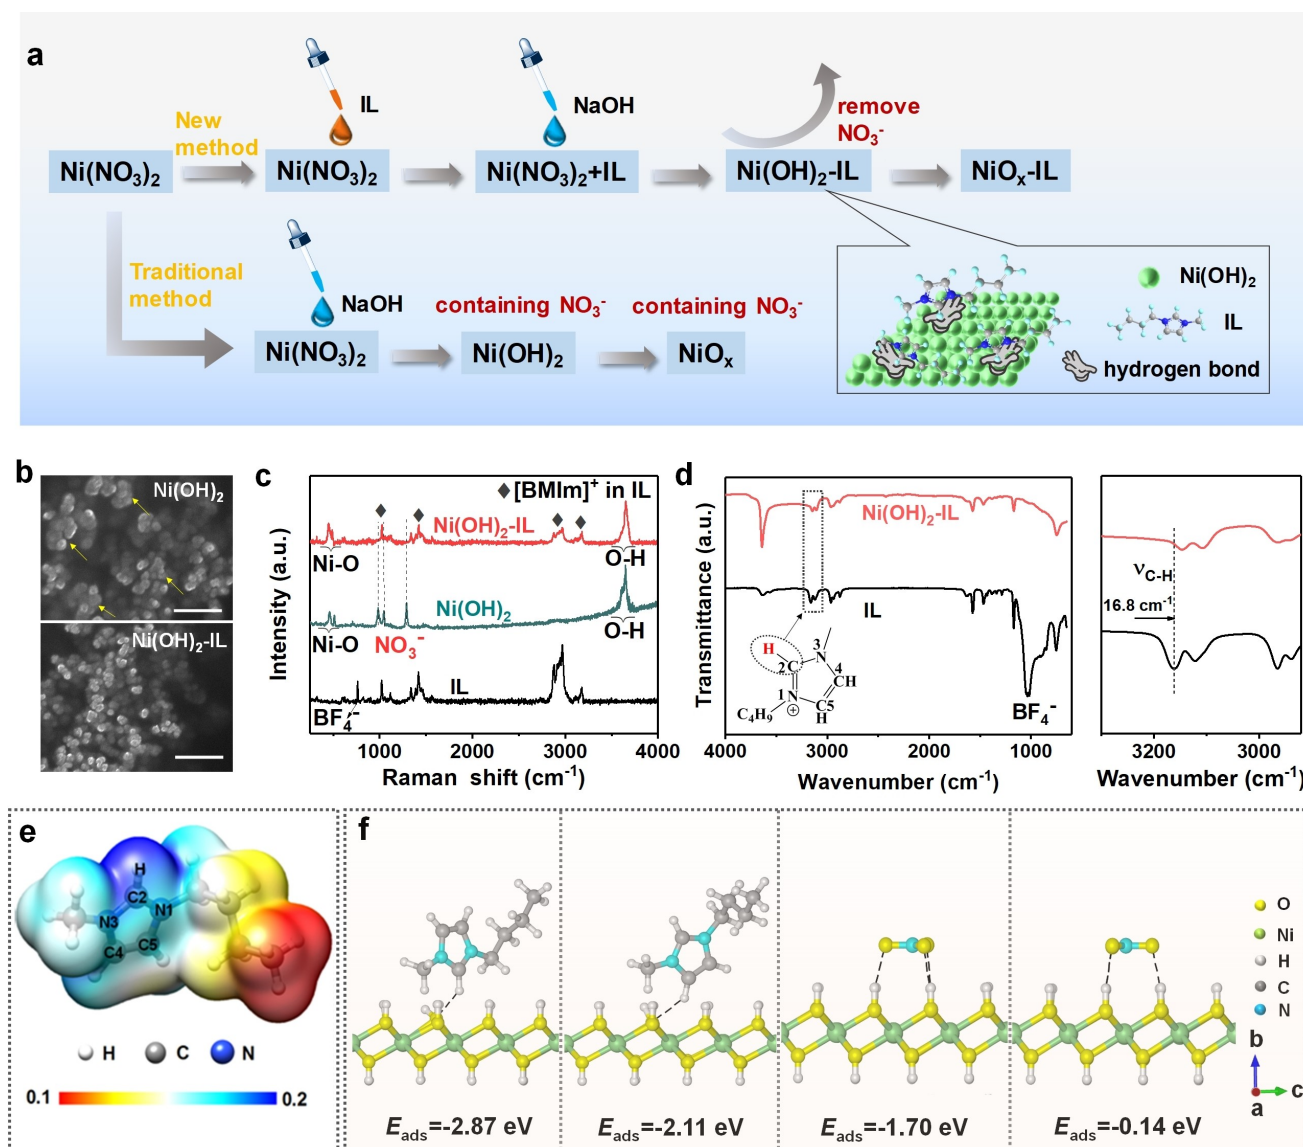 a
IL
NaOH
remove
NO₃⁻
New
method
Ni(NO₃)₂
Ni(NO₃)₂
Ni(NO₃)₂+IL
Ni(OH)₂-IL
NiOₓ-IL
Traditional
method
NaOH
containing NO₃⁻
containing NO₃⁻
Ni(NO₃)₂
Ni(OH)₂
NiOₓ
Ni(OH)₂
IL
hydrogen bond
b
Ni(OH)₂
Ni(OH)₂-IL
c
◆[BMIm]⁺ in IL
Ni(OH)₂-IL
Ni-O
O-H
Ni(OH)₂
Ni-O
NO₃⁻
O-H
IL
BF₄⁻
Intensity (a.u.)
1000 2000 3000 4000
Raman shift (cm⁻¹)
d
Ni(OH)₂-IL
IL
H
2
N
3
4
CH
1
N
⊕
C5
H
C₄H₉
BF₄⁻
Transmittance (a.u.)
4000 3000 2000 1000
Wavenumber (cm⁻¹)
νC-H
16.8 cm⁻¹
3200 3000
Wavenumber (cm⁻¹)
e
H
C2
N1
N3
C4
C5
H C N
0.1 0.2
f
O
Ni
H
C
N
b
c
a
Eads=-2.87 eV
Eads=-2.11 eV
Eads=-1.70 eV
Eads=-0.14 eV